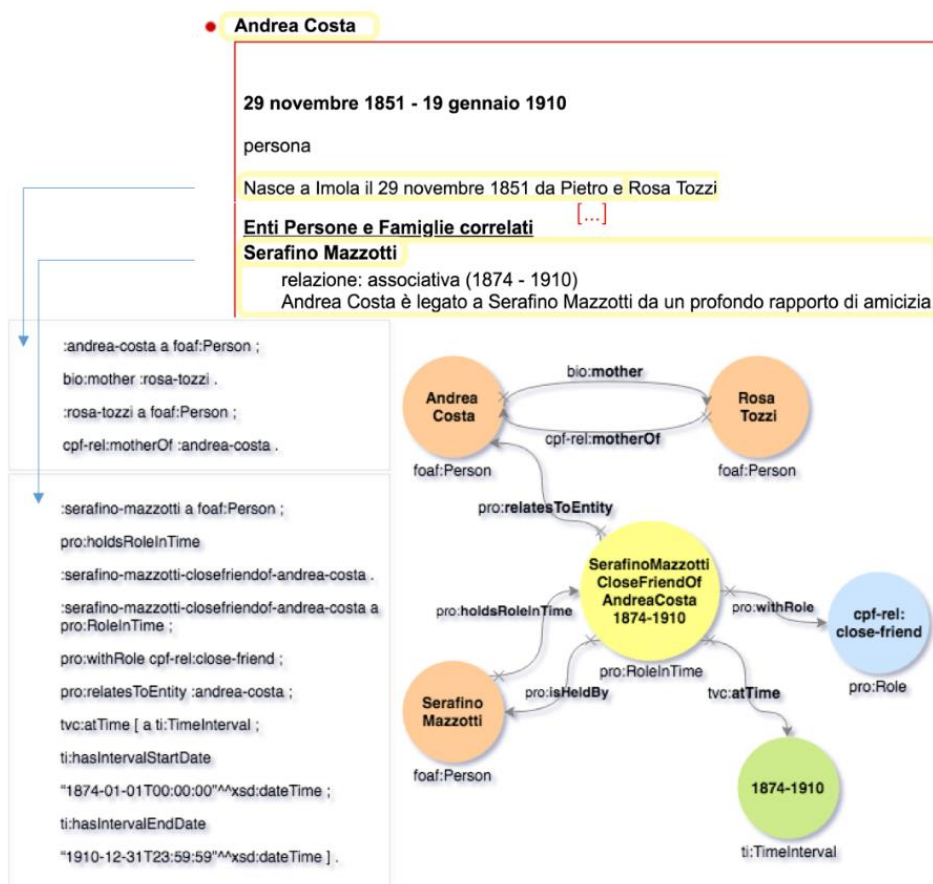 Andrea Costa
29 novembre 1851 - 19 gennaio 1910
persona
Nasce a Imola il 29 novembre 1851 da Pietro e Rosa Tozzi
[...]
Enti Persone e Famiglie correlati
Serafino Mazzotti
relazione: associativa (1874 - 1910)
Andrea Costa è legato a Serafino Mazzotti da un profondo rapporto di amicizia.
:andrea-costa a foaf:Person ;
bio:mother :rosa-tozzi .
:rosa-tozzi a foaf:Person ;
cpf-rel:motherOf :andrea-costa .
:serafino-mazzotti a foaf:Person ;
pro:holdsRoleInTime
:serafino-mazzotti-closefriendof-andrea-costa .
:serafino-mazzotti-closefriendof-andrea-costa a
pro:RoleInTime ;
pro:withRole cpf-rel:close-friend ;
pro:relatesToEntity :andrea-costa ;
tvc:atTime [ a ti:TimeInterval ;
ti:hasIntervalStartDate
"1874-01-01T00:00:00"^^xsd:dateTime ;
ti:hasIntervalEndDate
"1910-12-31T23:59:59"^^xsd:dateTime ] .
Andrea
Costa
foaf:Person
bio:mother
cpf-rel:motherOf
Rosa
Tozzi
foaf:Person
pro:relatesToEntity
SerafinoMazzotti
CloseFriendOf
AndreaCosta
1874-1910
pro:RoleInTime
pro:holdsRoleInTime
pro:isHeldBy
pro:withRole
cpf-rel:
close-friend
pro:Role
tvc:atTime
Serafino
Mazzotti
foaf:Person
1874-1910
ti:TimeInterval